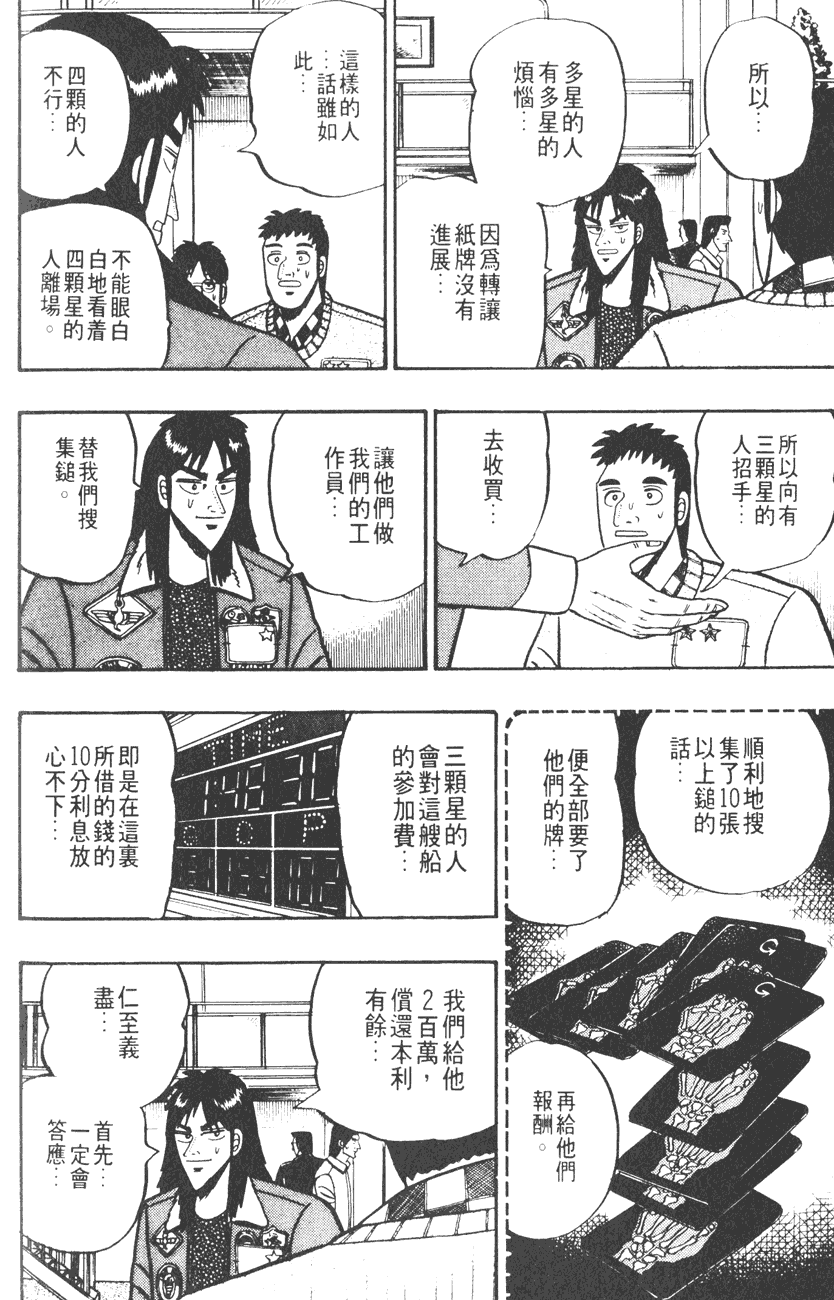 所以…
多星的人
有多星的
煩惱…
因爲轉讓
紙牌沒有
進展…
這樣的人
…話雖如
此…
四顆的人
不行…
不能眼白
白地看着
四顆星的
人離場。
所以向有
三顆星的
人招手…
去收買…
讓他們做
我們的工
作員…
替我們搜
集鎚。
順利地搜
集了10張
以上鎚的
話…
便全部要了
他們的牌…
G
G
再給他們
報酬。
三顆星的人
會對這艘船
的參加費…
TIME
G C P
即是在這裏
所借的錢的
10分利息放
心不下…
我們給他
2百萬，
償還本利
有餘…
仁至義
盡…
首先…
一定會
答應…